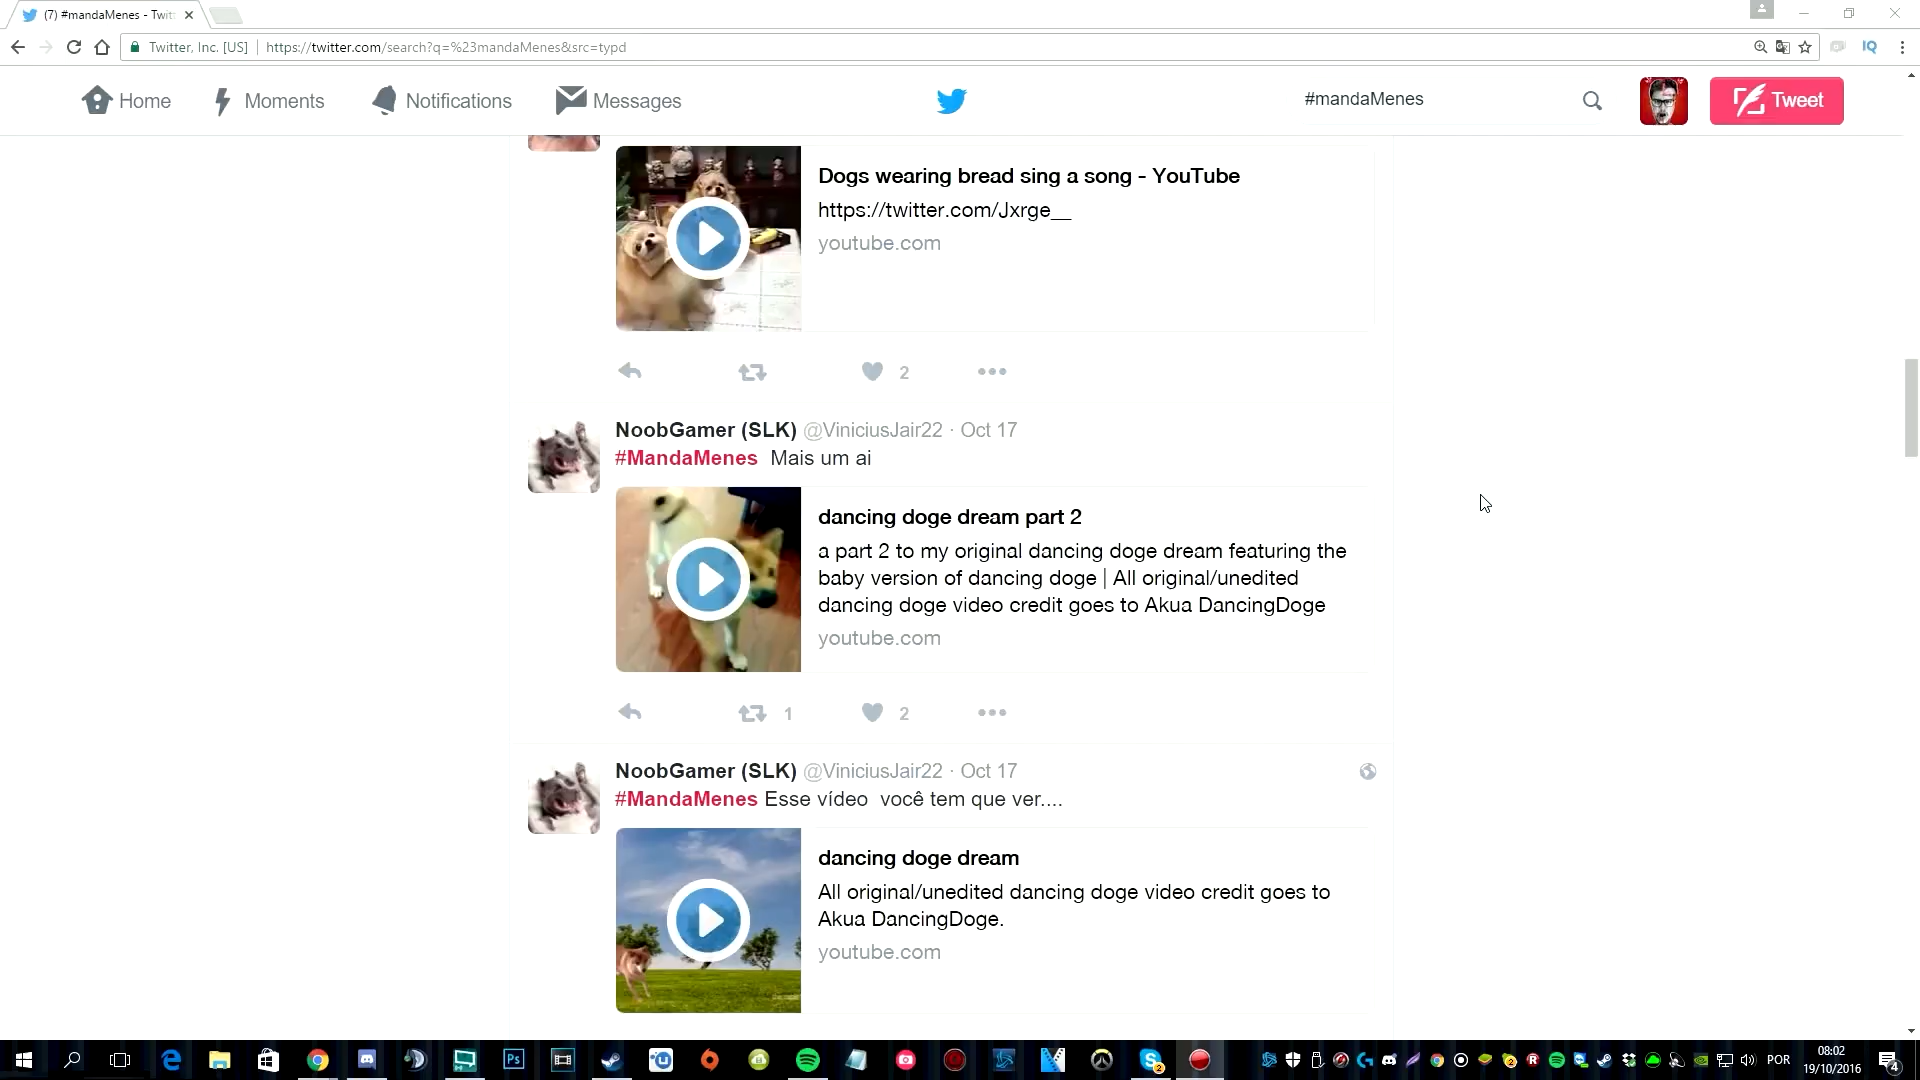 (7) #mandaMenes - Twit
Twitter, Inc. [US] https://twitter.com/search?q=%23mandaMenes&src=typd
IQ
Home
Moments
Notifications
Messages
#mandaMenes
Tweet
Dogs wearing bread sing a song - YouTube
https://twitter.com/Jxrge__
youtube.com
2
NoobGamer (SLK) @ViniciusJair22 · Oct 17
#MandaMenes Mais um ai
dancing doge dream part 2
a part 2 to my original dancing doge dream featuring the
baby version of dancing doge | All original/unedited
dancing doge video credit goes to Akua DancingDoge
youtube.com
1
2
NoobGamer (SLK) @ViniciusJair22 · Oct 17
#MandaMenes Esse vídeo você tem que ver....
dancing doge dream
All original/unedited dancing doge video credit goes to
Akua DancingDoge.
youtube.com
Ps
2
POR
08:02
19/10/2016
4